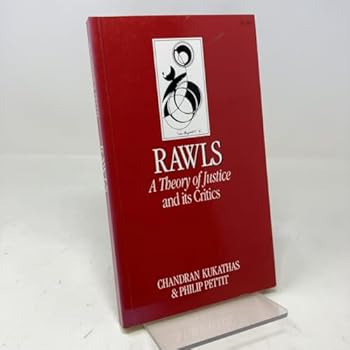 RAWLS
A Theory of Justice
and its Critics
CHANDRAN KUKATHAS
& PHILIP PETTIT